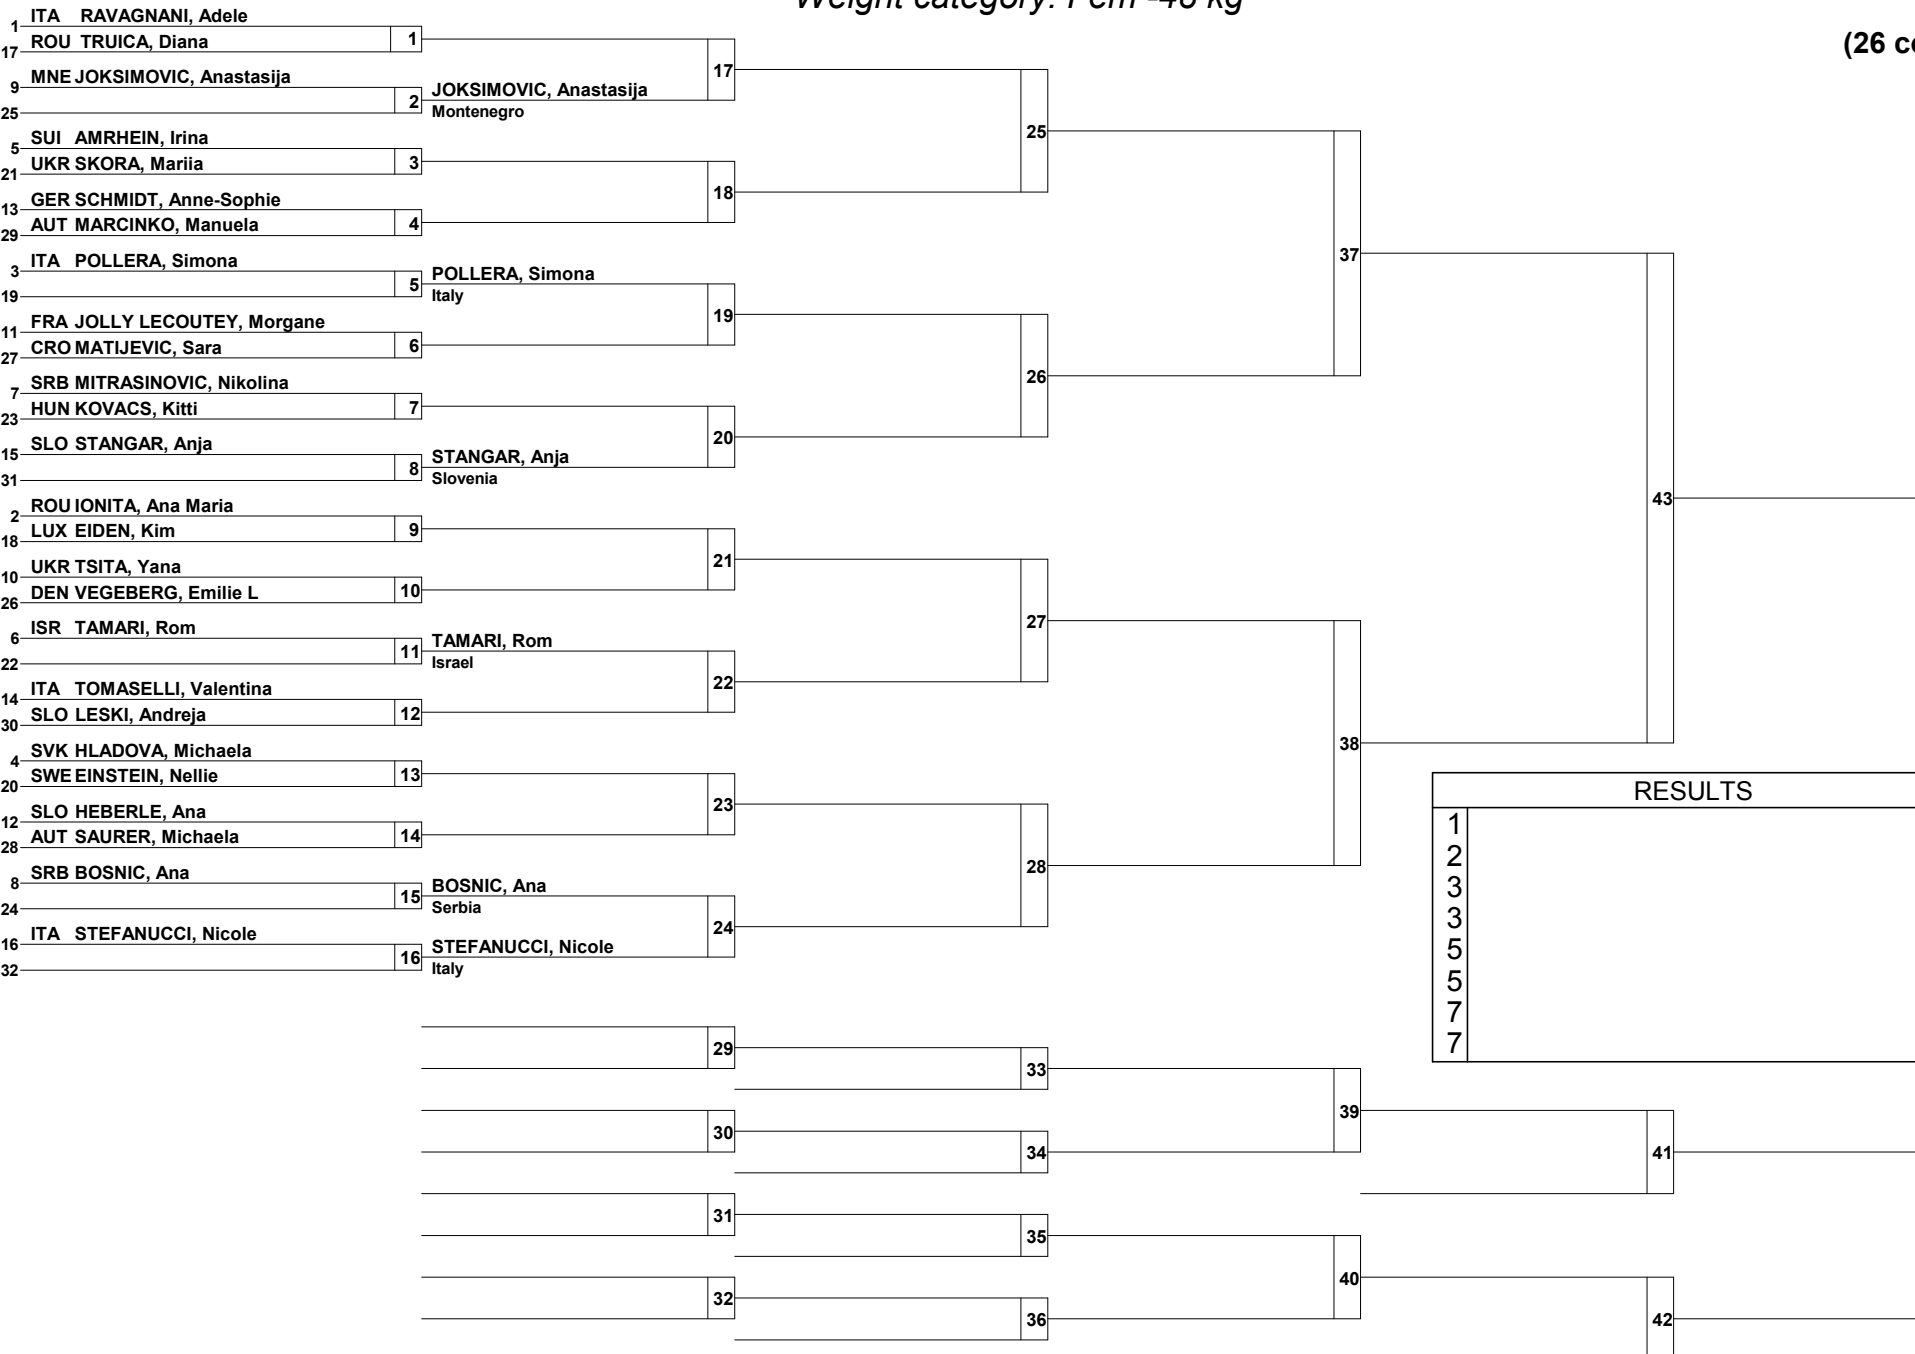 Weight category: Fem -48 kg
(26 co
1 ITA RAVAGNANI, Adele
17 ROU TRUICA, Diana
1
9 MNE JOKSIMOVIC, Anastasija
25
2
JOKSIMOVIC, Anastasija
Montenegro
17
5 SUI AMRHEIN, Irina
21 UKR SKORA, Mariia
3
13 GER SCHMIDT, Anne-Sophie
29 AUT MARCINKO, Manuela
4
18
25
3 ITA POLLERA, Simona
19
5
POLLERA, Simona
Italy
11 FRA JOLLY LECOUTEY, Morgane
27 CRO MATIJEVIC, Sara
6
19
7 SRB MITRASINOVIC, Nikolina
23 HUN KOVACS, Kitti
7
15 SLO STANGAR, Anja
31
8
STANGAR, Anja
Slovenia
20
26
37
2 ROU IONITA, Ana Maria
18 LUX EIDEN, Kim
9
10 UKR TSITA, Yana
26 DEN VEGEBERG, Emilie L
10
21
6 ISR TAMARI, Rom
22
11
TAMARI, Rom
Israel
14 ITA TOMASELLI, Valentina
30 SLO LESKI, Andreja
12
22
27
4 SVK HLADOVA, Michaela
20 SWE EINSTEIN, Nellie
13
12 SLO HEBERLE, Ana
28 AUT SAURER, Michaela
14
23
8 SRB BOSNIC, Ana
24
15
BOSNIC, Ana
Serbia
16 ITA STEFANUCCI, Nicole
32
16
STEFANUCCI, Nicole
Italy
24
28
38
43
RESULTS
1
2
3
3
5
5
7
7
29
33
30
34
39
41
31
35
32
36
40
42